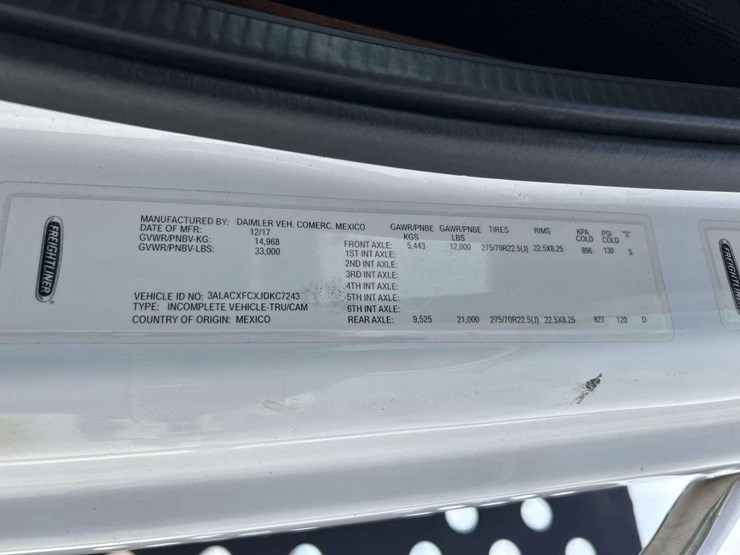 FREIGHTLINER
MANUFACTURED BY: DAIMLER VEH. COMERC. MEXICO
DATE OF MFR: 12/17
GVWR/PNBV-KG: 14,968
GVWR/PNBV-LBS: 33,000
VEHICLE ID NO: 3ALACXFCXJDKC7243
TYPE: INCOMPLETE VEHICLE-TRU/CAM
COUNTRY OF ORIGIN: MEXICO
GAWR/PNBE GAWR/PNBE TIRES RIMS KPA PSI
KGS LBS COLD COLD
FRONT AXLE: 5,443 12,000 275/70R22.5(J) 22.5X8.25 896 130 S
1ST INT AXLE:
2ND INT AXLE:
3RD INT AXLE:
4TH INT AXLE:
5TH INT AXLE:
6TH INT AXLE:
REAR AXLE: 9,525 21,000 275/70R22.5(J) 22.5X8.25 827 120 D
FREIGHTLINER